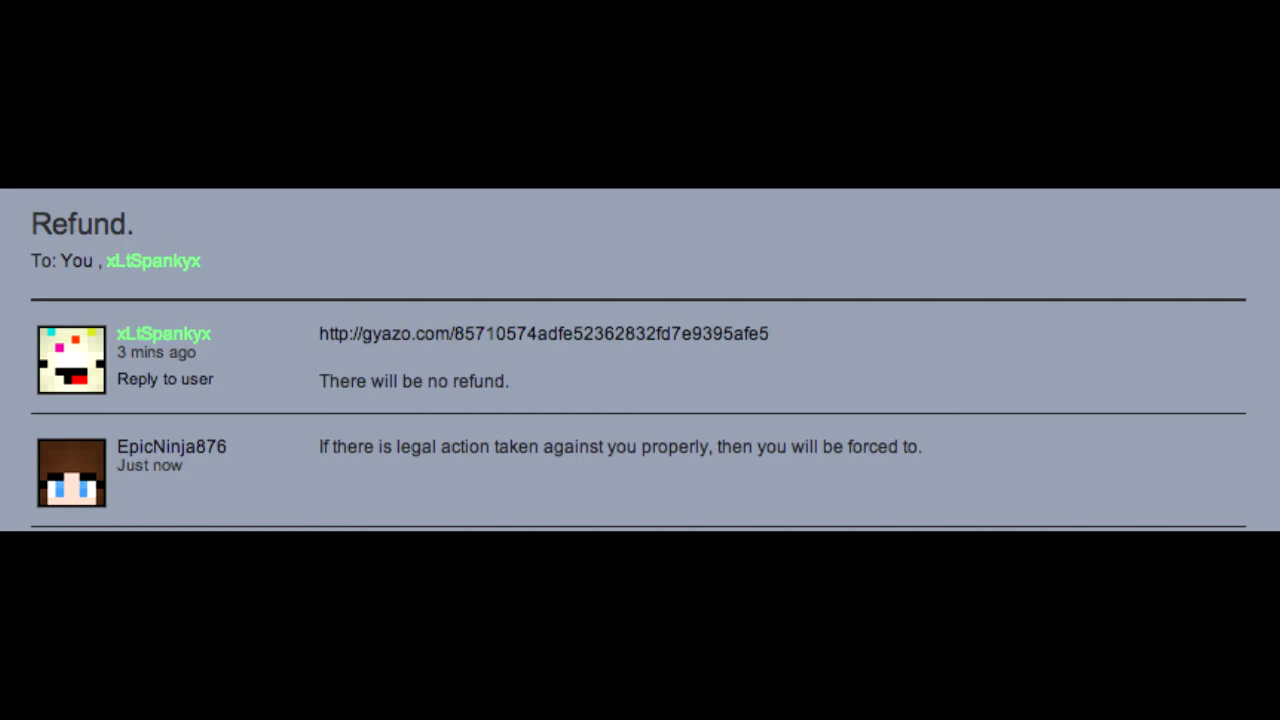 Refund.
To: You , xLtSpankyx
xLtSpankyx
3 mins ago
Reply to user
http://gyazo.com/85710574adfe52362832fd7e9395afe5
There will be no refund.
EpicNinja876
Just now
If there is legal action taken against you properly, then you will be forced to.